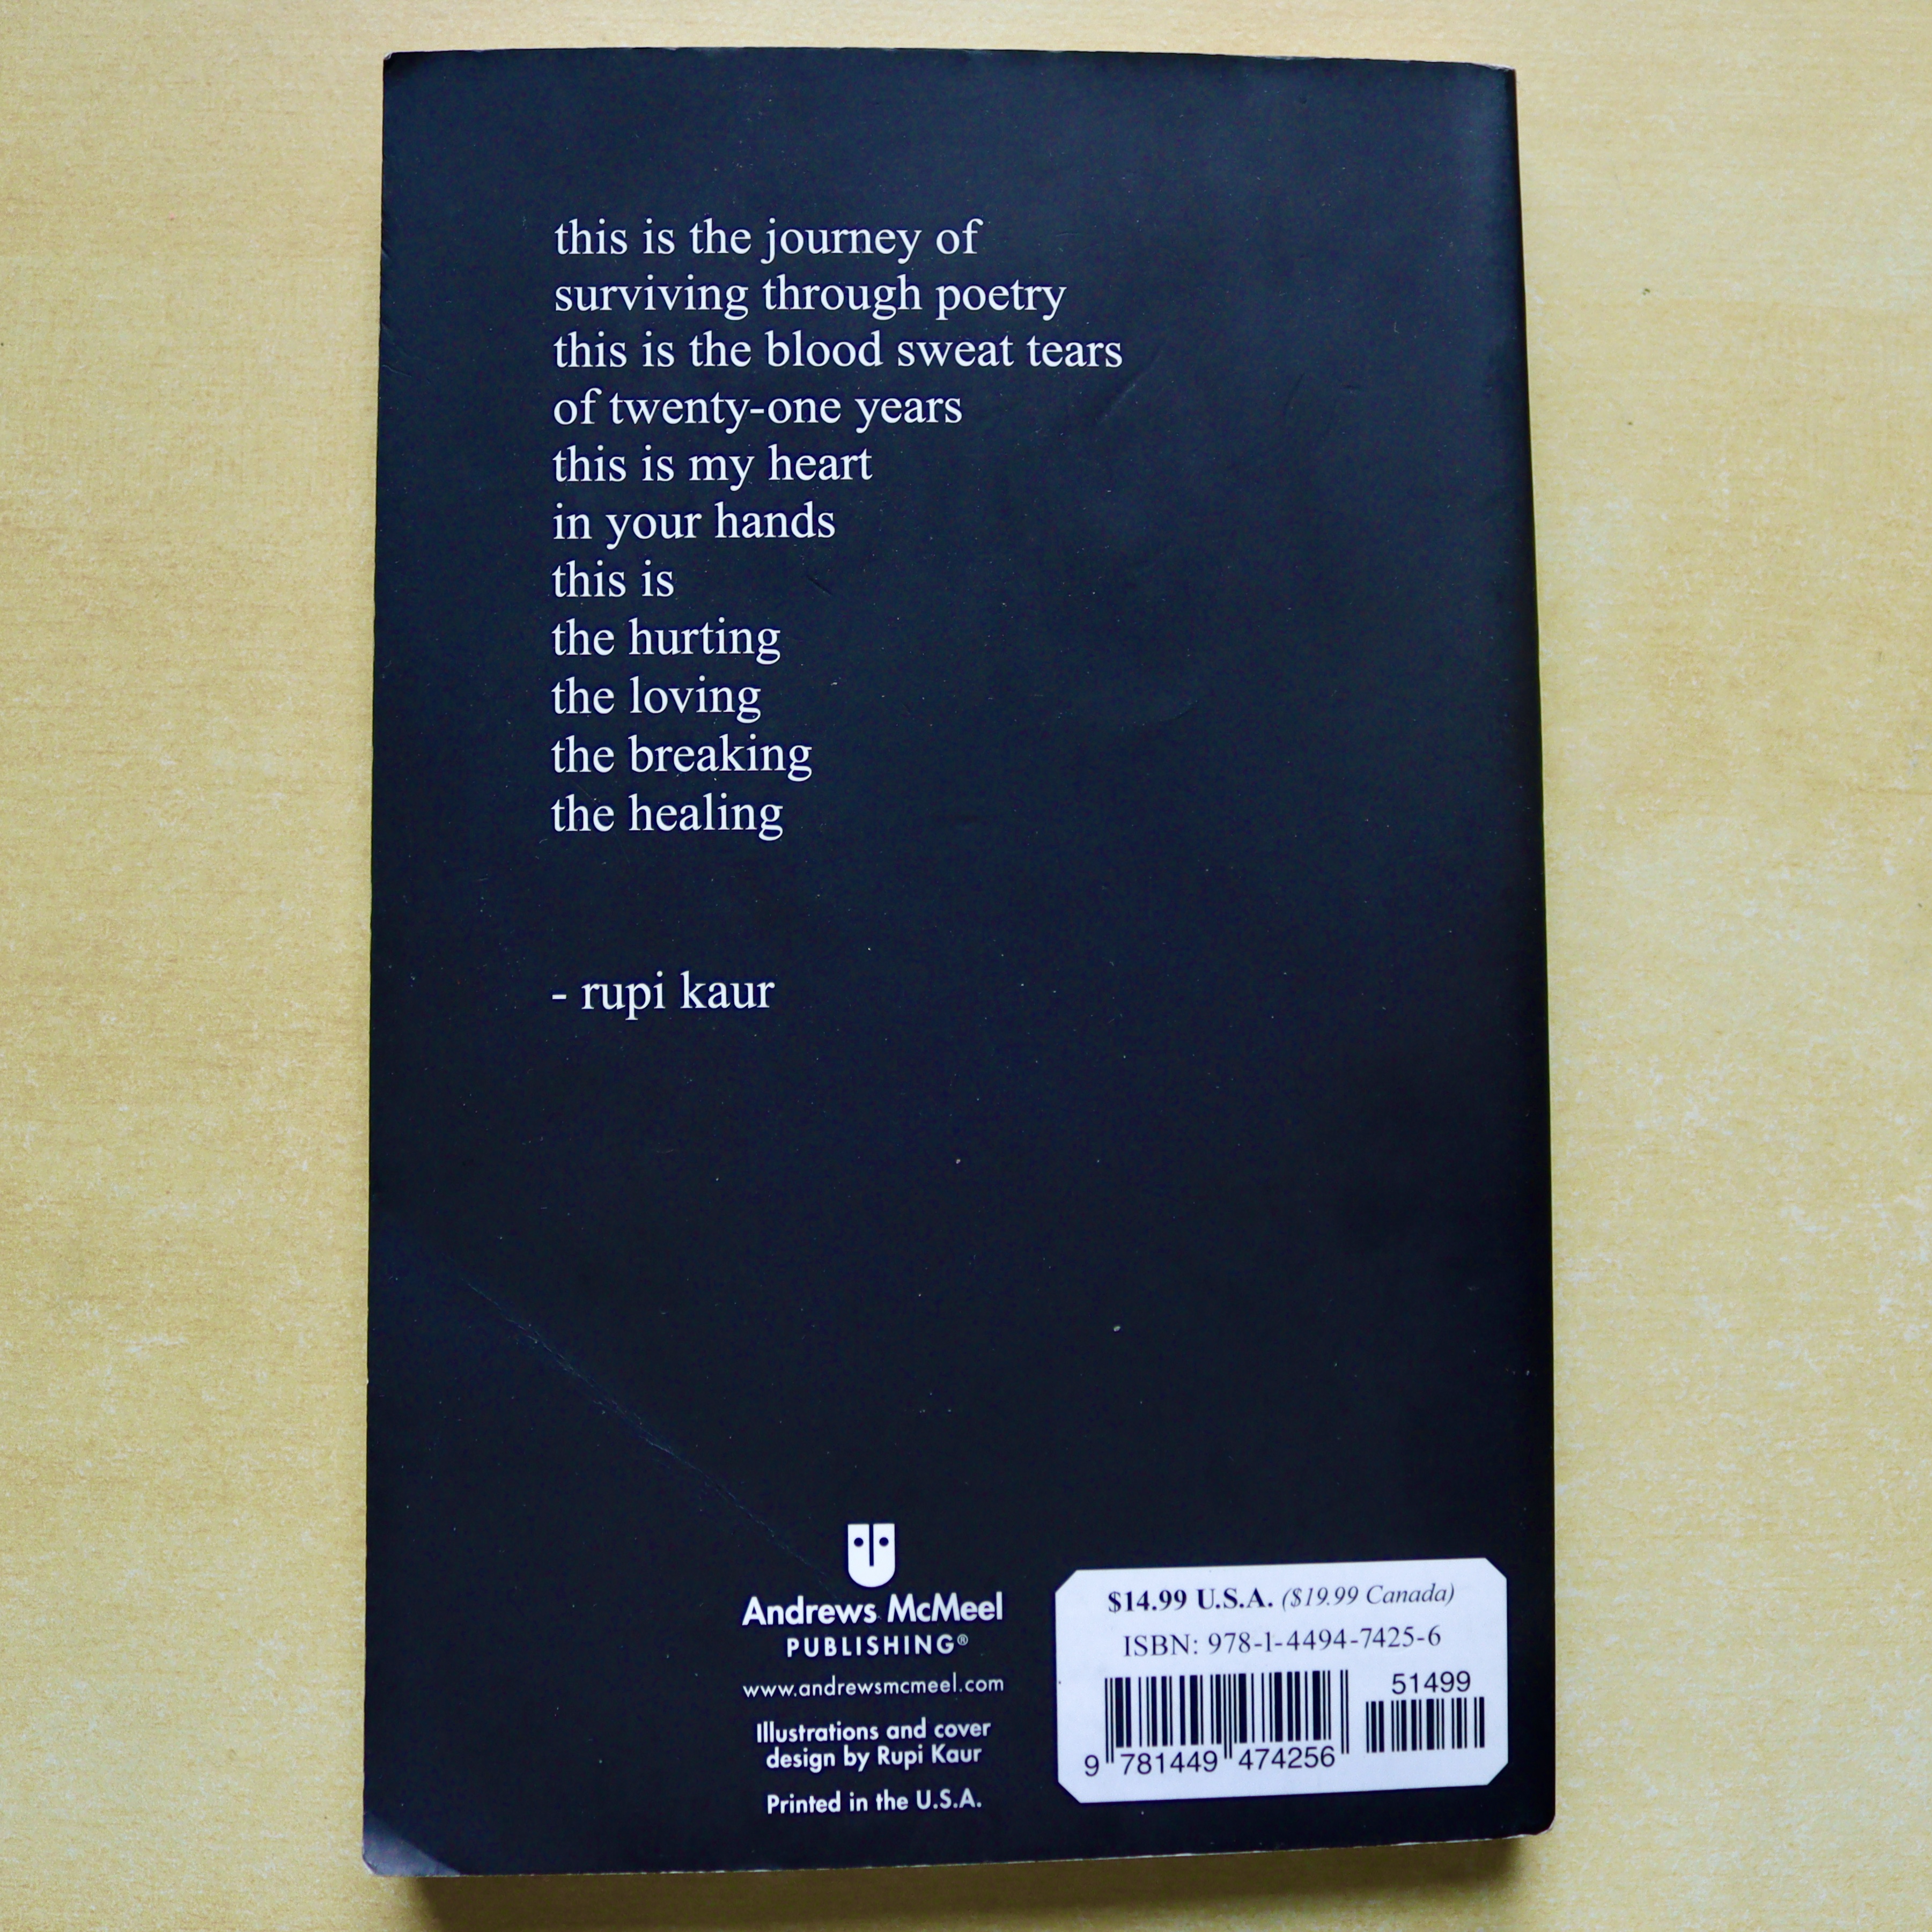 this is the journey of
surviving through poetry
this is the blood sweat tears
of twenty-one years
this is my heart
in your hands
this is
the hurting
the loving
the breaking
the healing
- rupi kaur
Andrews McMeel
PUBLISHING®
www.andrewsmcmeel.com
Illustrations and cover
design by Rupi Kaur
Printed in the U.S.A.
$14.99 U.S.A. ($19.99 Canada)
ISBN: 978-1-4494-7425-6
51499
9 781449 474256